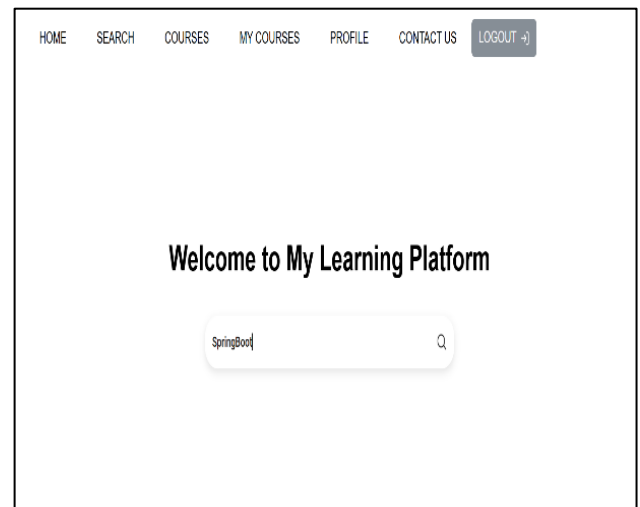 HOME SEARCH COURSES MY COURSES PROFILE CONTACT US LOGOUT
Welcome to My Learning Platform
SpringBoot